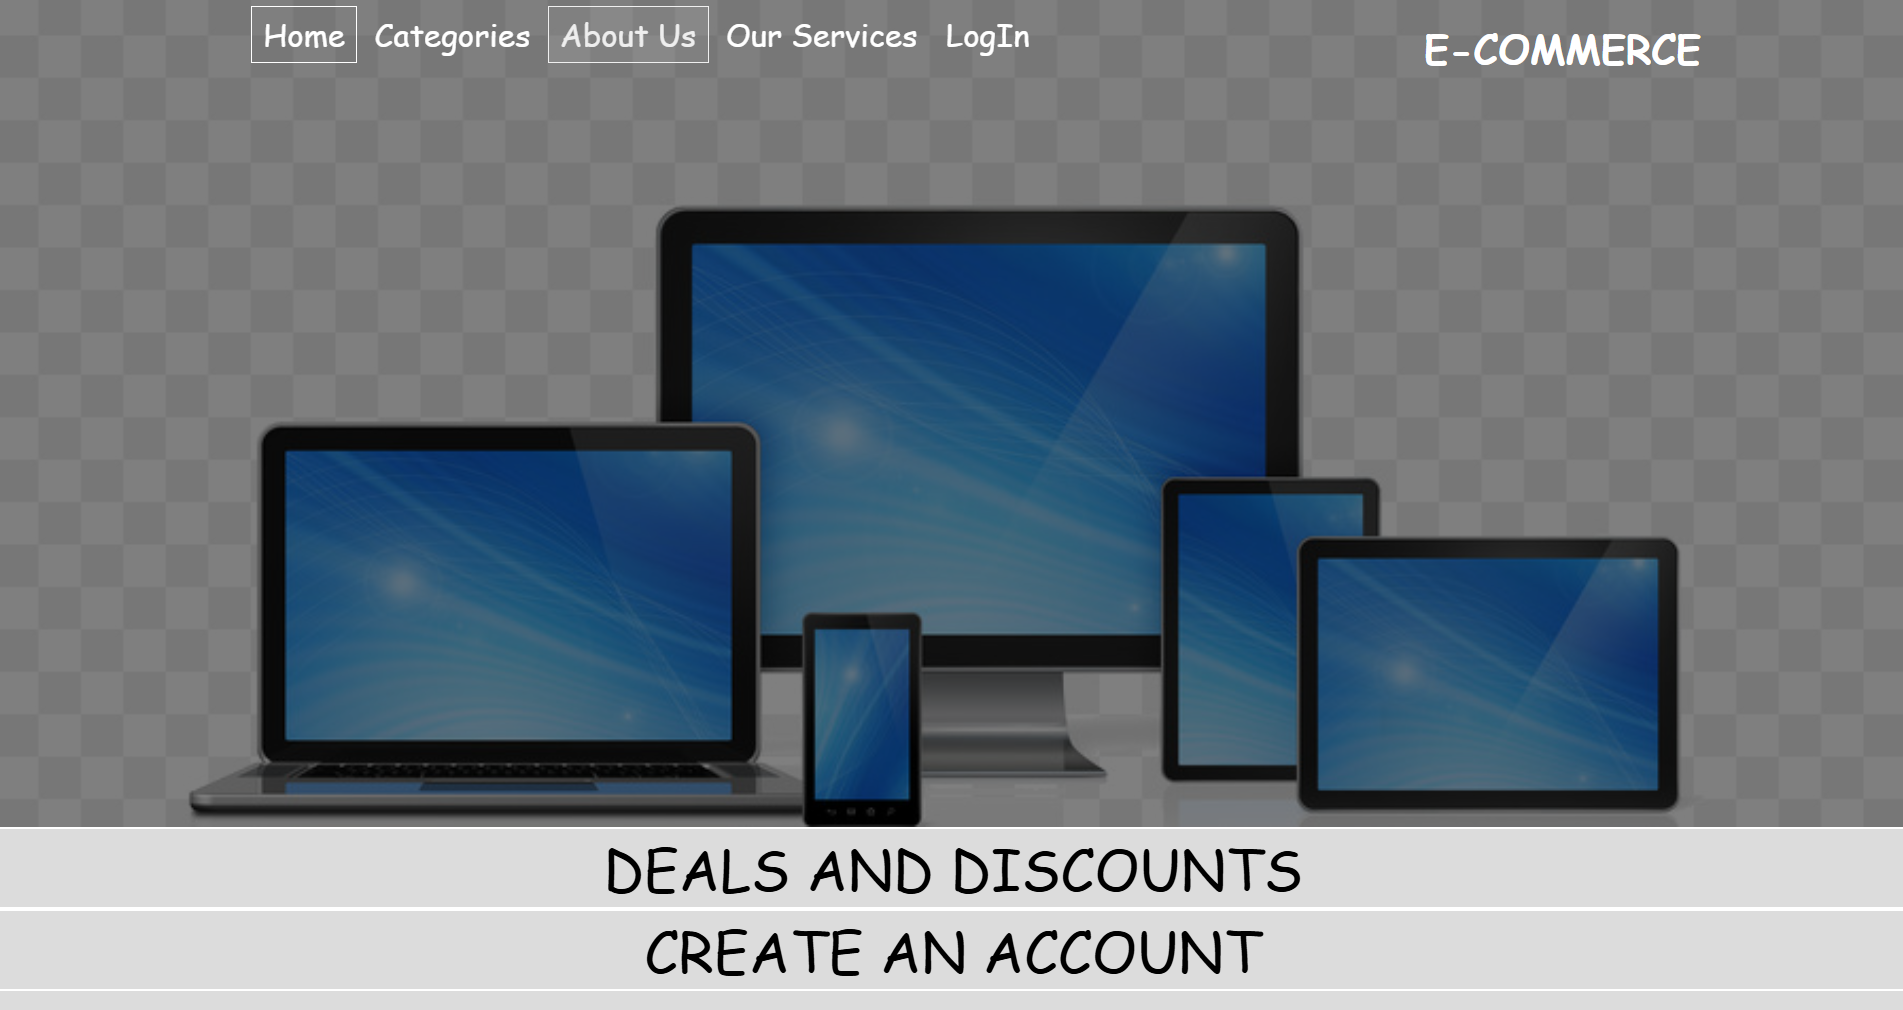 Home Categories About Us Our Services LogIn
E-COMMERCE
DEALS AND DISCOUNTS
CREATE AN ACCOUNT